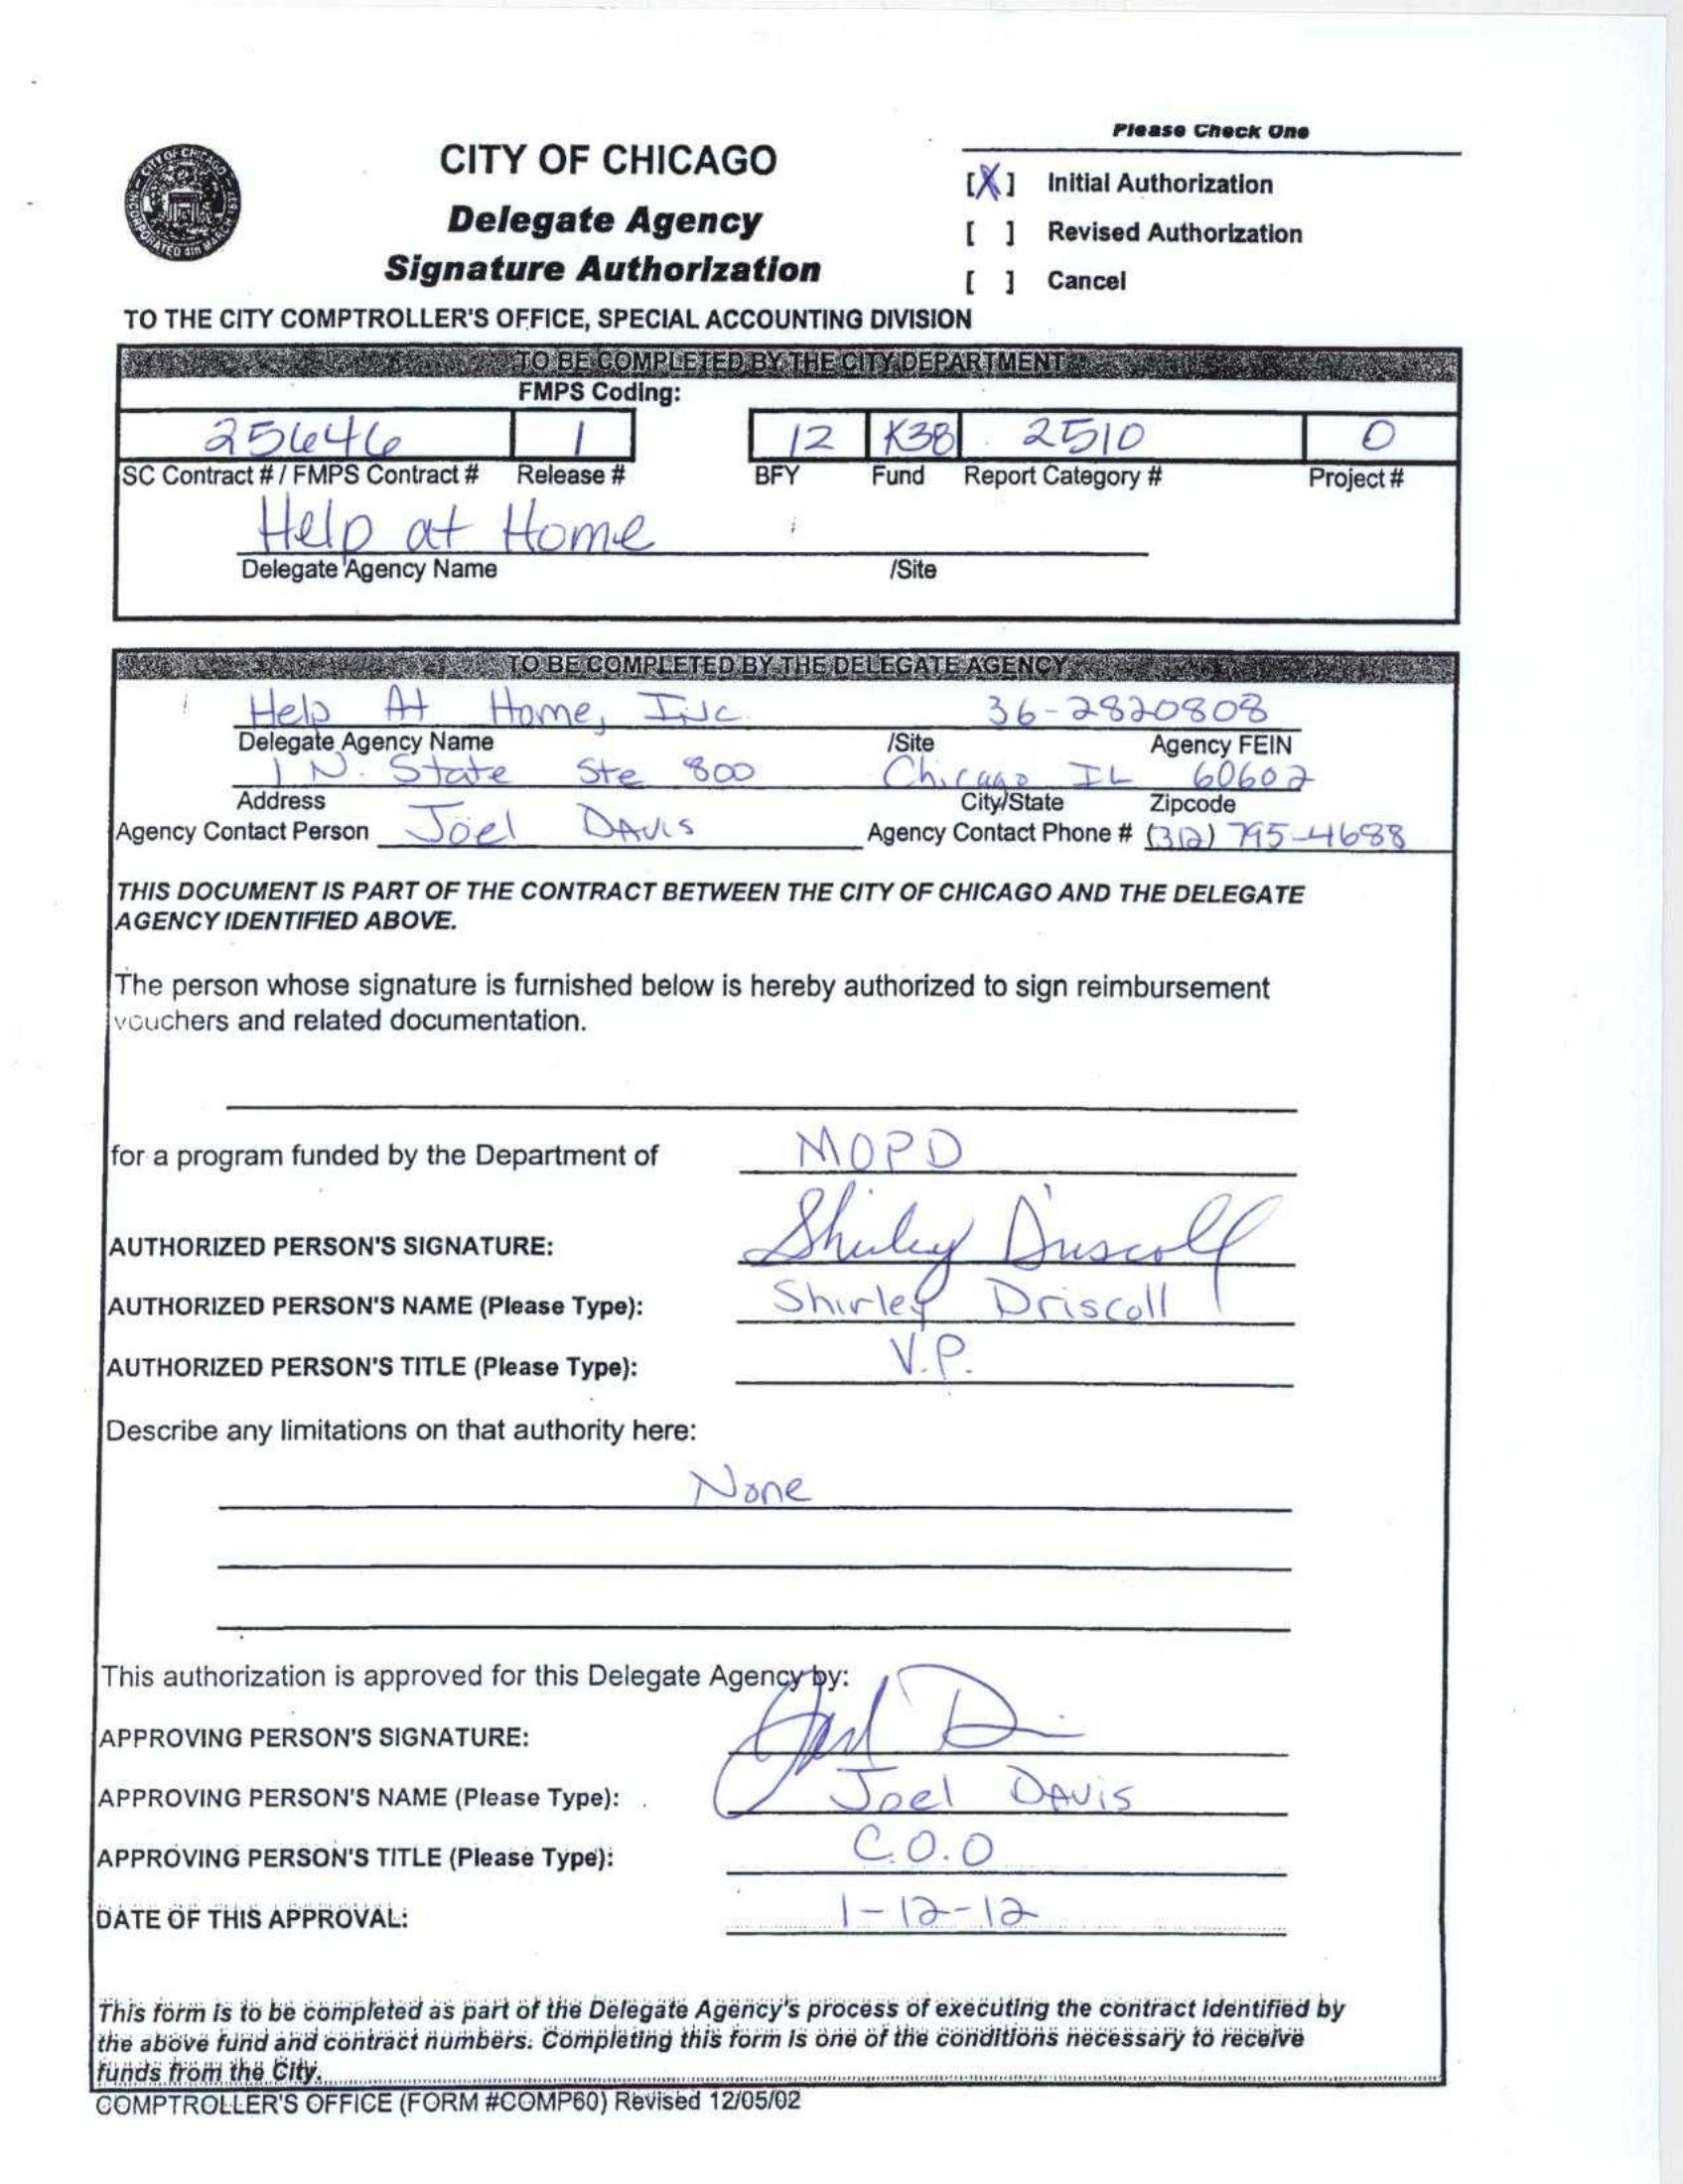 Please Check One
CITY OF CHICAGO
[X] Initial Authorization
Delegate Agency
[ ] Revised Authorization
Signature Authorization
[ ] Cancel
TO THE CITY COMPTROLLER'S OFFICE, SPECIAL ACCOUNTING DIVISION
TO BE COMPLETED BY THE CITY DEPARTMENT
FMPS Coding:
25646 1 12 K38 2510 0
SC Contract # / FMPS Contract # Release # BFY Fund Report Category # Project #
Help at Home
Delegate Agency Name /Site
TO BE COMPLETED BY THE DELEGATE AGENCY
Help At Home, Inc. 36-2820808
Delegate Agency Name /Site Agency FEIN
1 N. State Ste 800 Chicago IL 60602
Address City/State Zipcode
Agency Contact Person Joel DAVIS Agency Contact Phone # (312) 795-4688
THIS DOCUMENT IS PART OF THE CONTRACT BETWEEN THE CITY OF CHICAGO AND THE DELEGATE
AGENCY IDENTIFIED ABOVE.
The person whose signature is furnished below is hereby authorized to sign reimbursement
vouchers and related documentation.
for a program funded by the Department of MOPD
AUTHORIZED PERSON'S SIGNATURE: Shirley Driscoll
AUTHORIZED PERSON'S NAME (Please Type): Shirley Driscoll
AUTHORIZED PERSON'S TITLE (Please Type): V.P.
Describe any limitations on that authority here:
None
This authorization is approved for this Delegate Agency by:
APPROVING PERSON'S SIGNATURE:
APPROVING PERSON'S NAME (Please Type): Joel DAVIS
APPROVING PERSON'S TITLE (Please Type): C.O.O
DATE OF THIS APPROVAL: 1-12-12
This form is to be completed as part of the Delegate Agency's process of executing the contract identified by
the above fund and contract numbers. Completing this form is one of the conditions necessary to receive
funds from the City.
COMPTROLLER'S OFFICE (FORM #COMP60) Revised 12/05/02